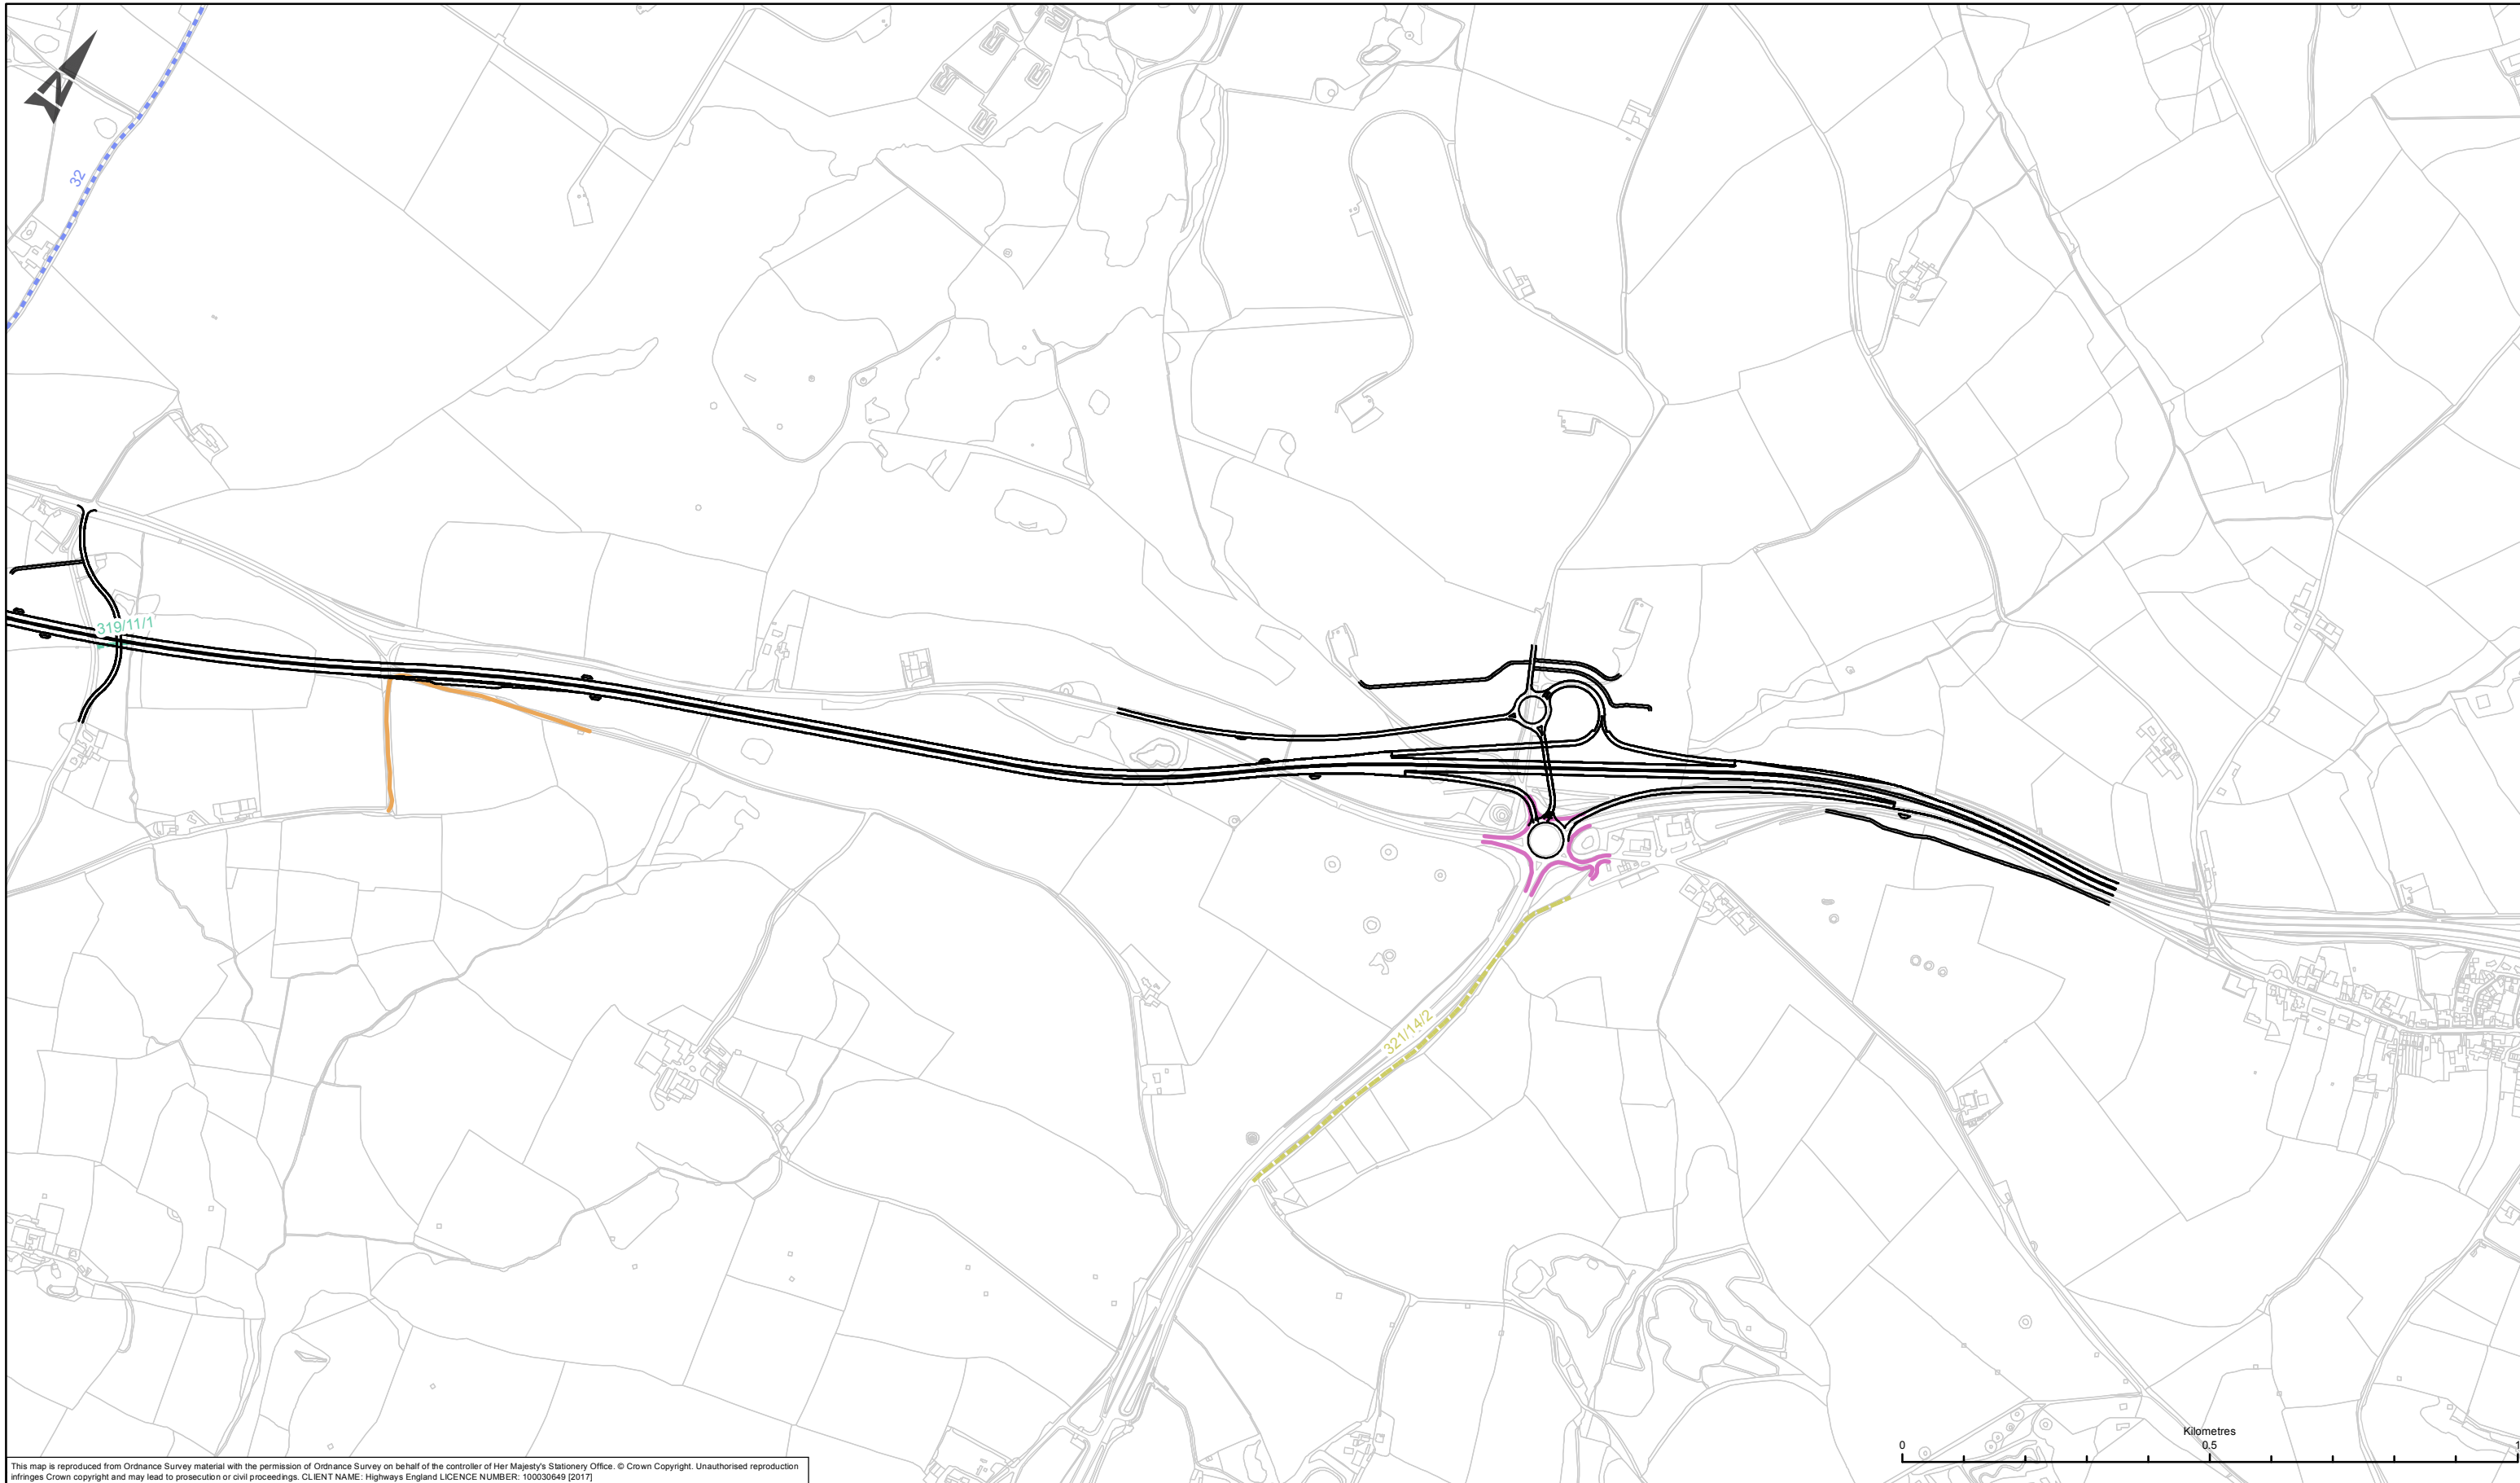 N
32
319/11/1
321/14/2
Kilometres
0 0.5 1
This map is reproduced from Ordnance Survey material with the permission of Ordnance Survey on behalf of the controller of Her Majesty's Stationery Office. © Crown Copyright. Unauthorised reproduction
infringes Crown copyright and may lead to prosecution or civil proceedings. CLIENT NAME: Highways England LICENCE NUMBER: 100030649 [2017]